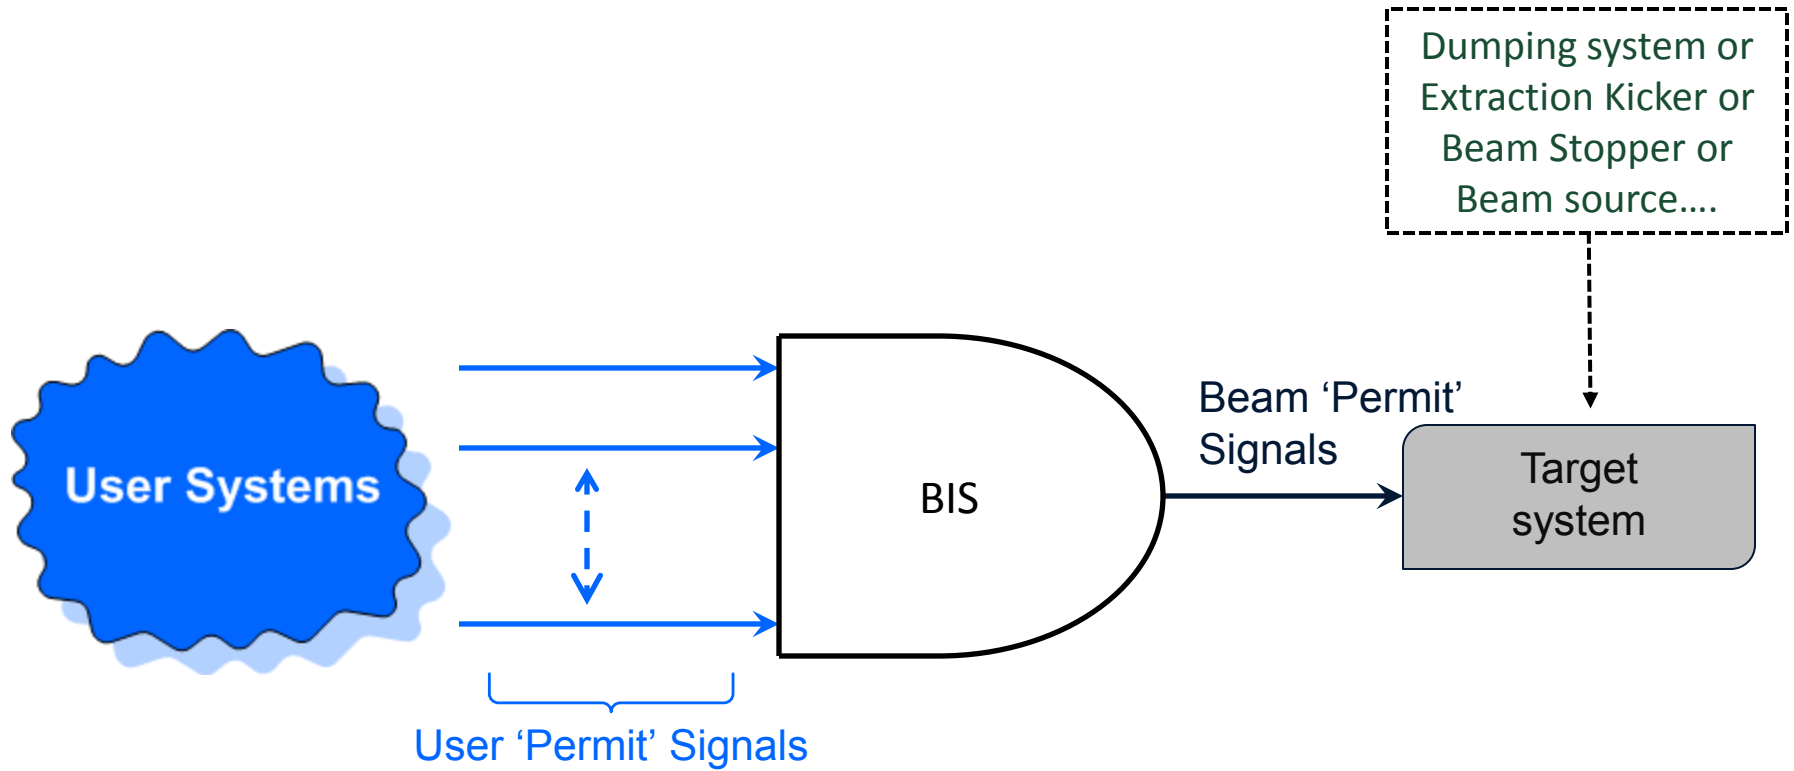 Dumping system or
Extraction Kicker or
Beam Stopper or
Beam source....
User Systems
BIS
Beam ‘Permit’
Signals
Target
system
User ‘Permit’ Signals